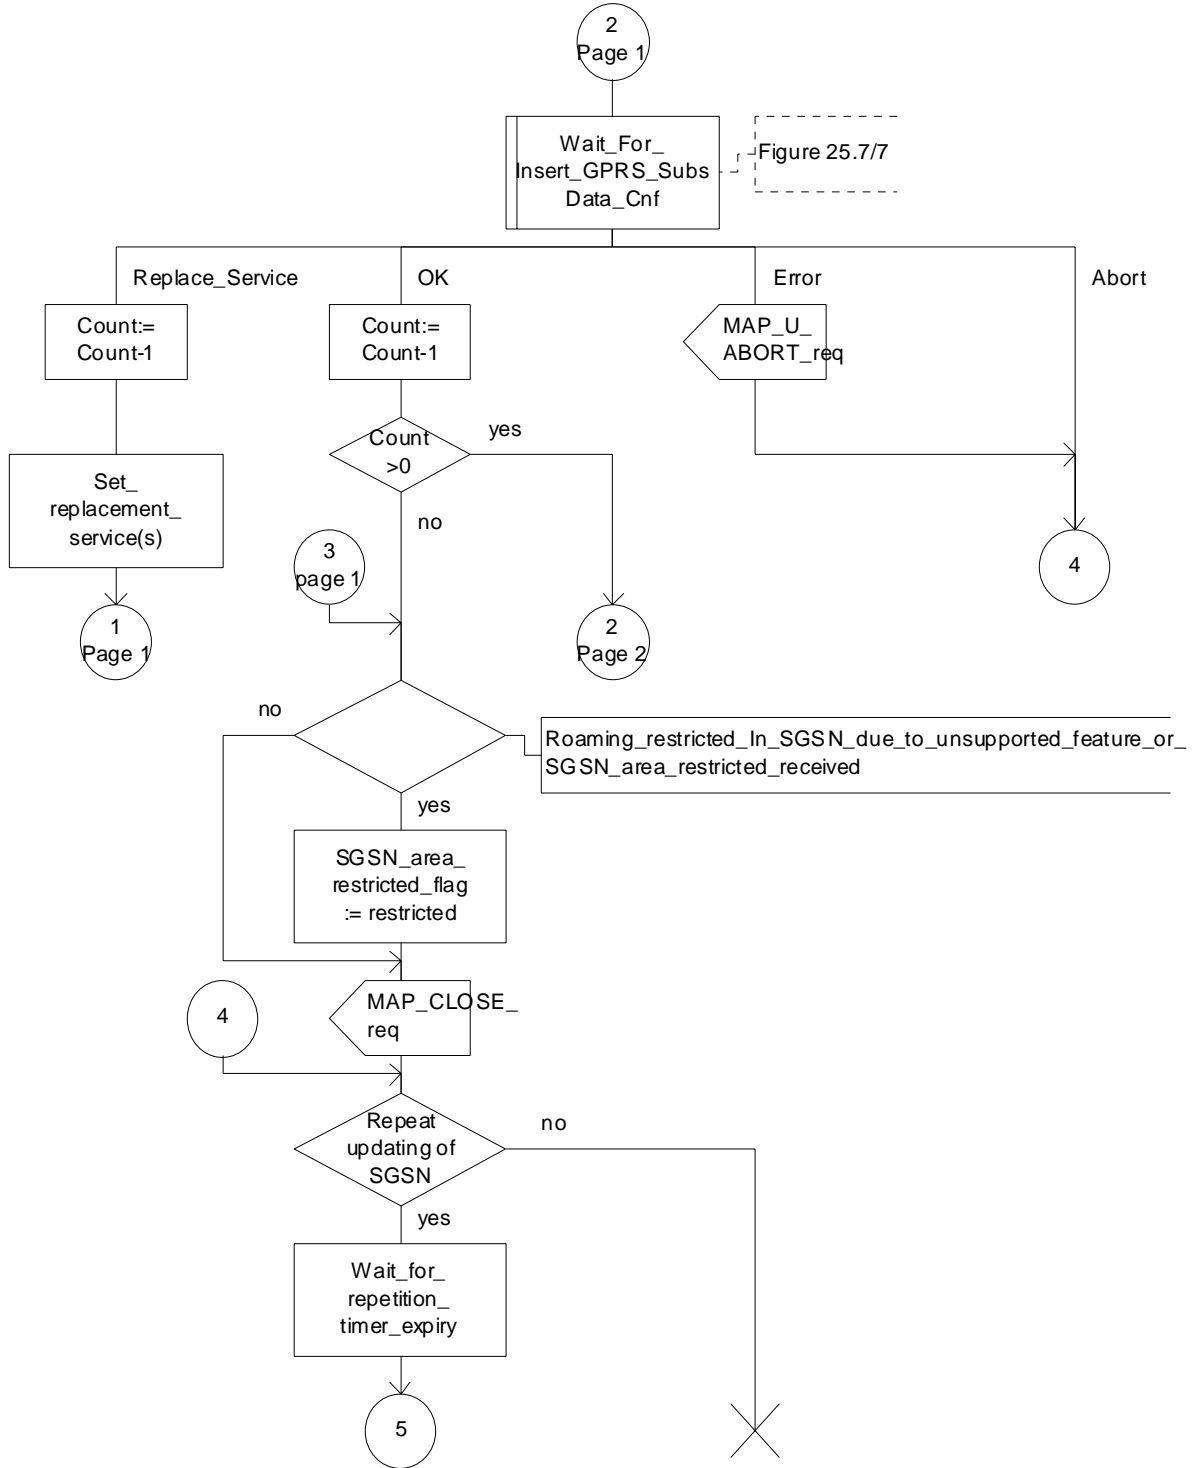 2
Page 1
Wait_For_
Insert_GPRS_Subs
Data_Cnf
Figure 25.7/7
Replace_Service
OK
Error
Abort
Count:=
Count-1
Count:=
Count-1
MAP_U_
ABORT_req
Count
>0
yes
no
Set_
replacement_
service(s)
3
page 1
4
1
Page 1
2
Page 2
no
Roaming_restricted_In_SGSN_due_to_unsupported_feature_or_
SGSN_area_restricted_received
yes
SGSN_area_
restricted_flag
:= restricted
4
MAP_CLOSE_
req
Repeat
updating of
SGSN
no
yes
Wait_for_
repetition_
timer_expiry
5